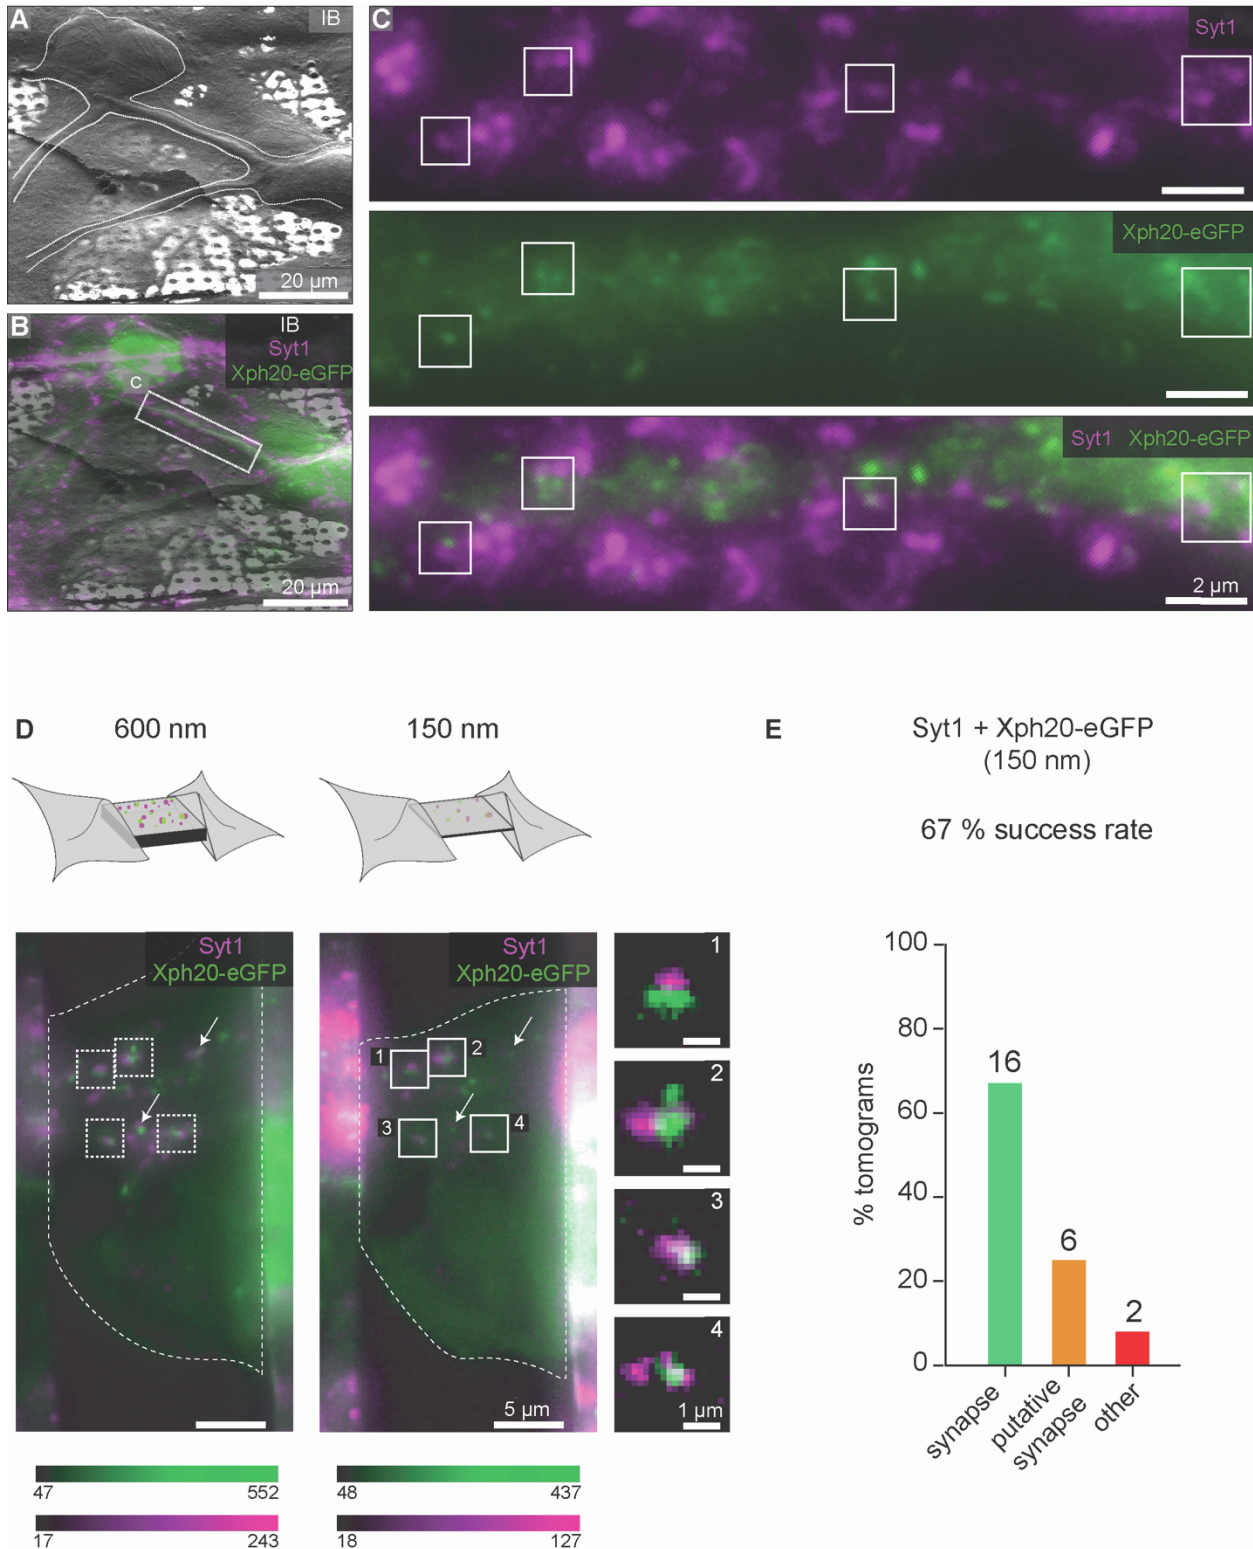 A
IB
20 µm
B
IB
Syt1
Xph20-eGFP
C
20 µm
C
Syt1
Xph20-eGFP
Syt1 Xph20-eGFP
2 µm
D
600 nm
150 nm
Syt1
Xph20-eGFP
Syt1
Xph20-eGFP
1
2
3
4
5 µm
1
2
3
4
1 µm
47 552
17 243
48 437
18 127
E
Syt1 + Xph20-eGFP
(150 nm)
67 % success rate
% tomograms
100
80
60
40
20
0
16
6
2
synapse
putative
synapse
other